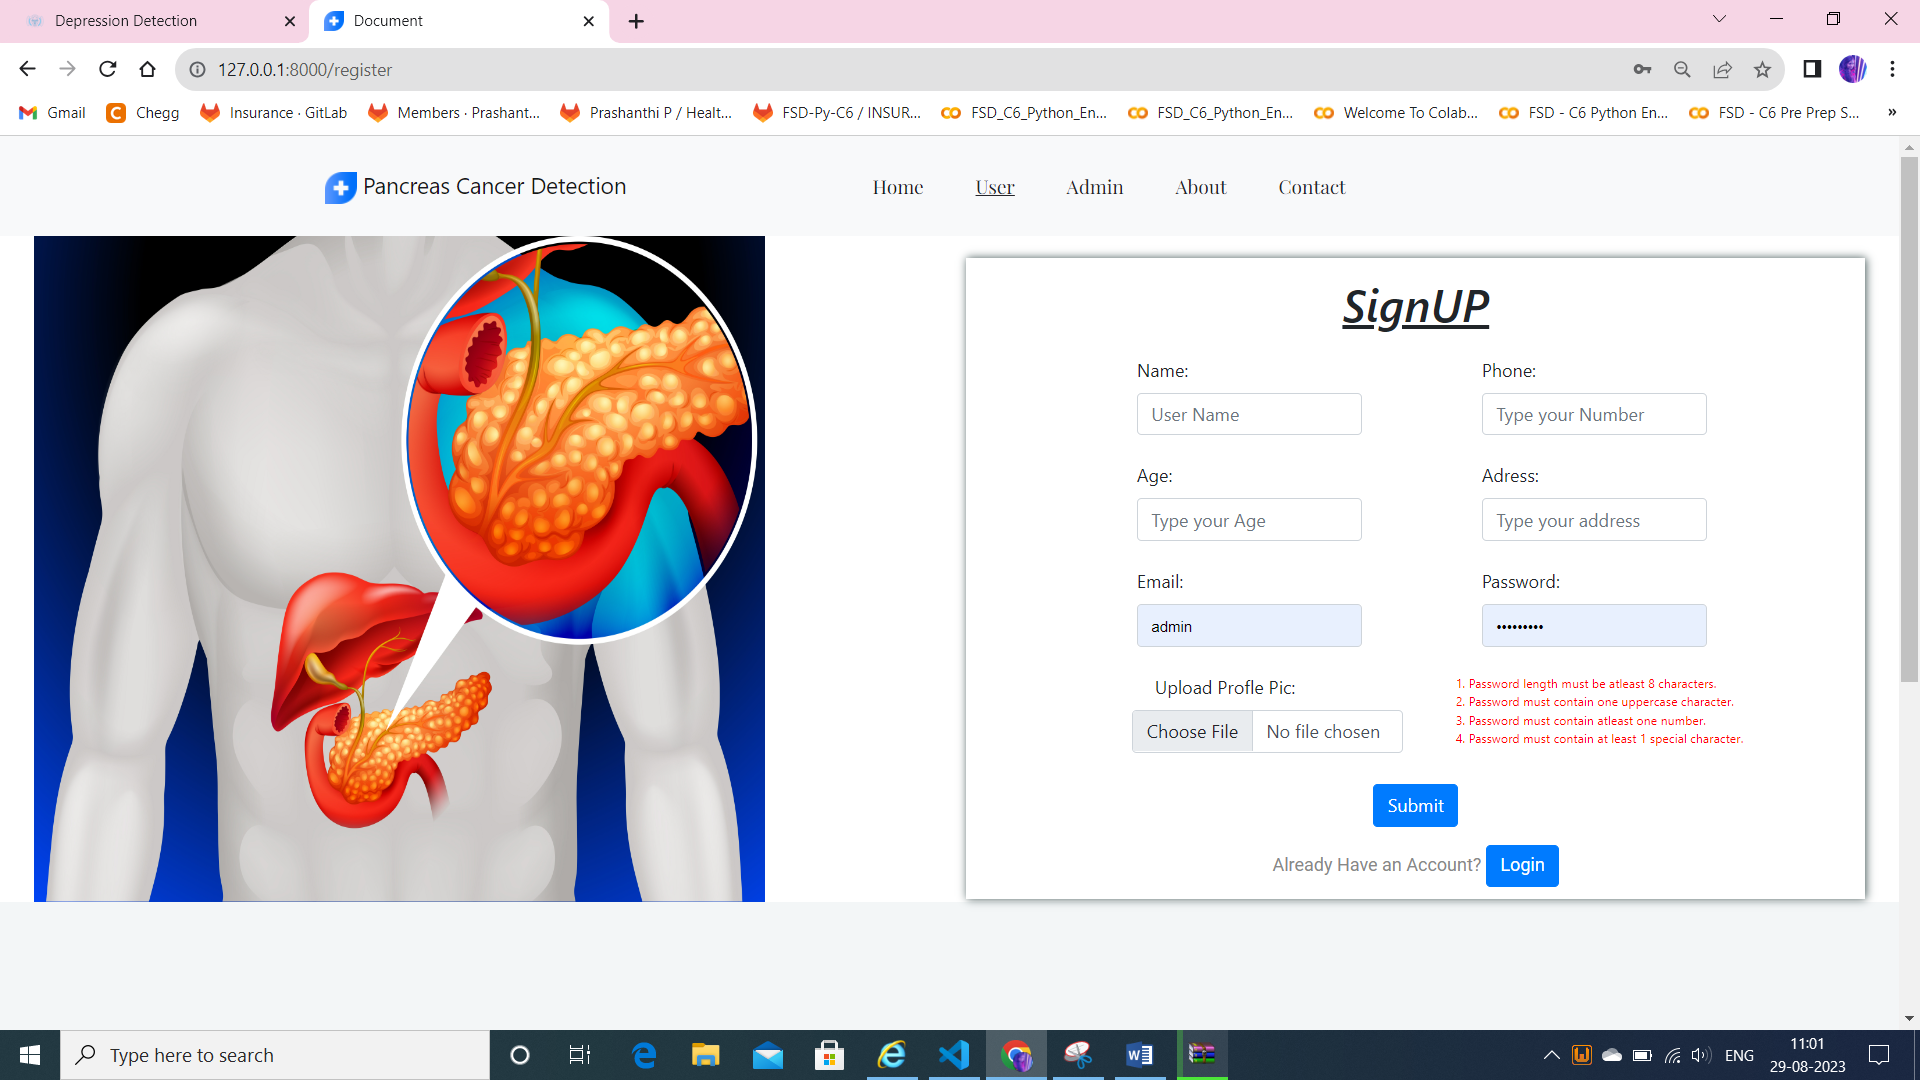 Depression Detection
Document
127.0.0.1:8000/register
Gmail
Chegg
Insurance · GitLab
Members · Prashant...
Prashanthi P / Healt...
FSD-Py-C6 / INSUR...
FSD_C6_Python_En...
FSD_C6_Python_En...
Welcome To Colab...
FSD - C6 Python En...
FSD - C6 Pre Prep S...
»
Pancreas Cancer Detection
Home
User
Admin
About
Contact
SignUP
Name:
Phone:
User Name
Type your Number
Age:
Adress:
Type your Age
Type your address
Email:
Password:
admin
•••••••••
Upload Profle Pic:
1. Password length must be atleast 8 characters.
2. Password must contain one uppercase character.
3. Password must contain atleast one number.
4. Password must contain at least 1 special character.
Choose File
No file chosen
Submit
Already Have an Account?
Login
Type here to search
ENG
11:01
29-08-2023